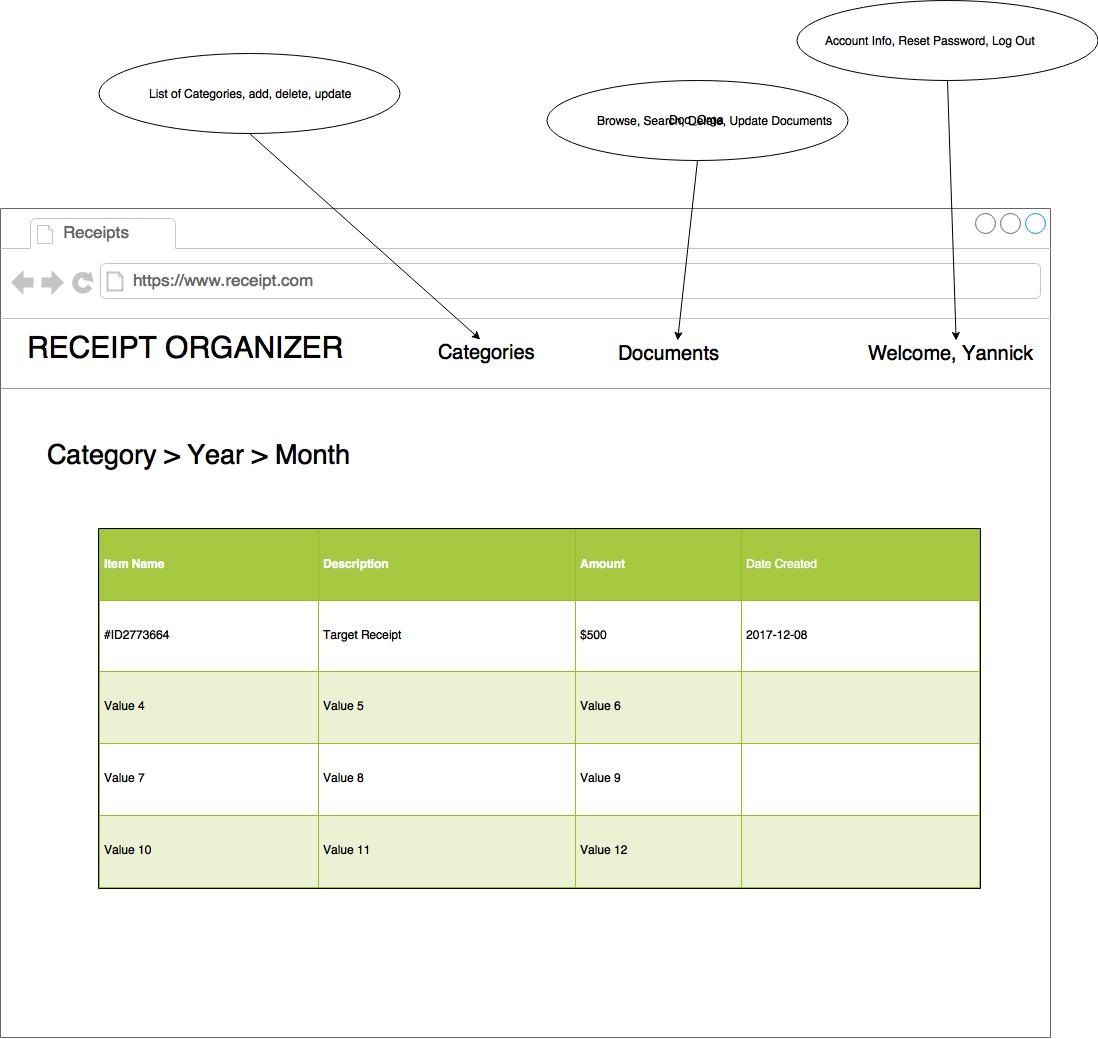 Account Info, Reset Password, Log Out
List of Categories, add, delete, update
Browse, Search, Delete, Update Documents
Receipts
https://www.receipt.com
RECEIPT ORGANIZER
Categories
Documents
Welcome, Yannick
Category > Year > Month
Item Name Description Amount Date Created
#ID2773664 Target Receipt $500 2017-12-08
Value 4 Value 5 Value 6
Value 7 Value 8 Value 9
Value 10 Value 11 Value 12